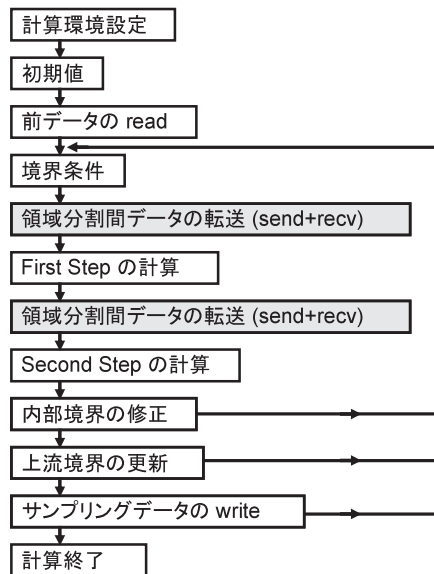 計算環境設定
初期値
前データの read
境界条件
領域分割間データの転送 (send+recv)
First Step の計算
領域分割間データの転送 (send+recv)
Second Step の計算
内部境界の修正
上流境界の更新
サンプリングデータの write
計算終了